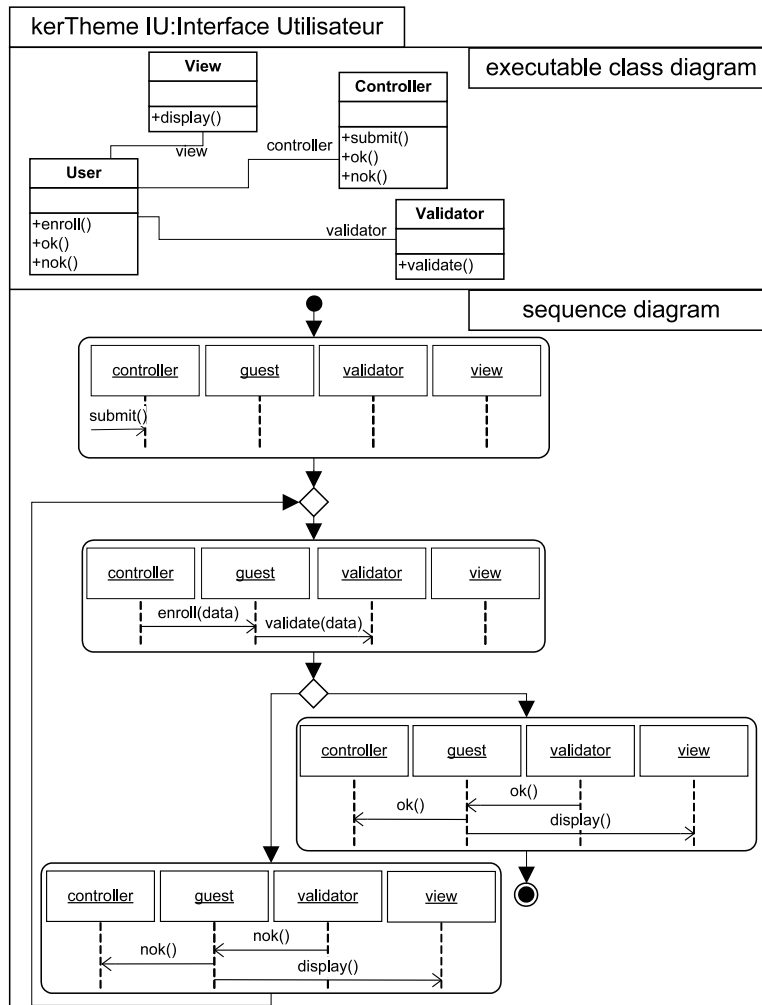 kerTheme IU:Interface Utilisateur
executable class diagram
View
+display()
view
Controller
+submit()
+ok()
+nok()
controller
User
+enroll()
+ok()
+nok()
Validator
+validate()
validator
sequence diagram
controller guest validator view
submit()
controller guest validator view
enroll(data)
validate(data)
controller guest validator view
ok()
ok()
display()
controller guest validator view
nok()
nok()
display()